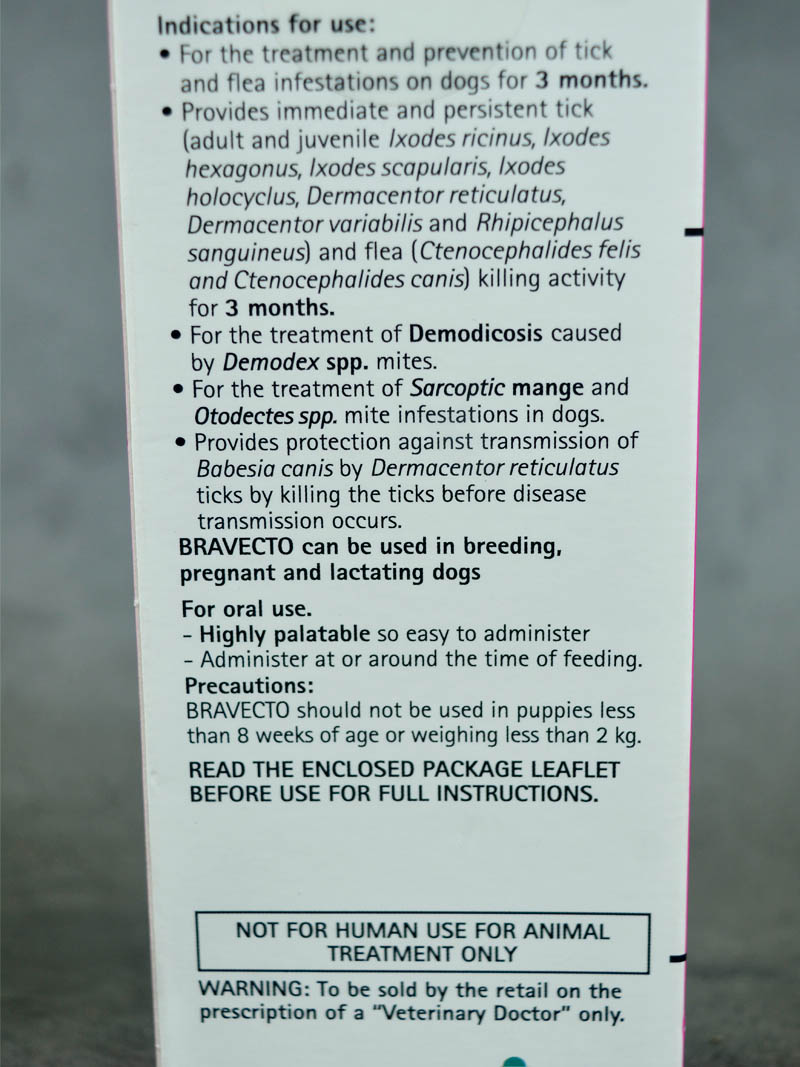 Indications for use:
• For the treatment and prevention of tick
and flea infestations on dogs for 3 months.
• Provides immediate and persistent tick
(adult and juvenile Ixodes ricinus, Ixodes
hexagonus, Ixodes scapularis, Ixodes
holocyclus, Dermacentor reticulatus,
Dermacentor variabilis and Rhipicephalus
sanguineus) and flea (Ctenocephalides felis
and Ctenocephalides canis) killing activity
for 3 months.
• For the treatment of Demodicosis caused
by Demodex spp. mites.
• For the treatment of Sarcoptic mange and
Otodectes spp. mite infestations in dogs.
• Provides protection against transmission of
Babesia canis by Dermacentor reticulatus
ticks by killing the ticks before disease
transmission occurs.
BRAVECTO can be used in breeding,
pregnant and lactating dogs
For oral use.
- Highly palatable so easy to administer
- Administer at or around the time of feeding.
Precautions:
BRAVECTO should not be used in puppies less
than 8 weeks of age or weighing less than 2 kg.
READ THE ENCLOSED PACKAGE LEAFLET
BEFORE USE FOR FULL INSTRUCTIONS.
NOT FOR HUMAN USE FOR ANIMAL
TREATMENT ONLY
WARNING: To be sold by the retail on the
prescription of a "Veterinary Doctor" only.